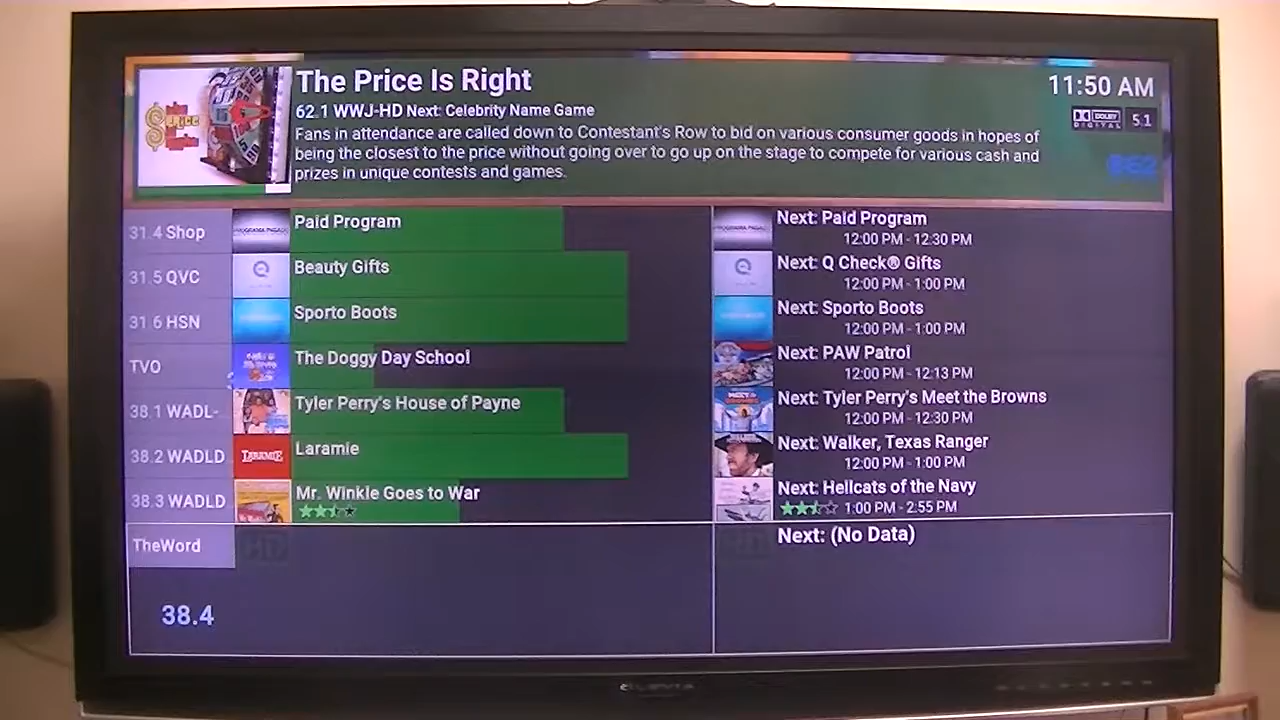 The Price Is Right
11:50 AM
62.1 WWJ-HD Next: Celebrity Name Game
DOLBY DIGITAL 5.1
Fans in attendance are called down to Contestant's Row to bid on various consumer goods in hopes of
being the closest to the price without going over to go up on the stage to compete for various cash and
prizes in unique contests and games.
31.4 Shop
Paid Program
Next: Paid Program
12:00 PM - 12:30 PM
31.5 QVC
Beauty Gifts
Next: Q Check® Gifts
12:00 PM - 1:00 PM
31.6 HSN
Sporto Boots
Next: Sporto Boots
12:00 PM - 1:00 PM
TVO
The Doggy Day School
Next: PAW Patrol
12:00 PM - 12:13 PM
38.1 WADL-
Tyler Perry's House of Payne
Next: Tyler Perry's Meet the Browns
12:00 PM - 12:30 PM
38.2 WADLD
LARAMIE
Laramie
Next: Walker, Texas Ranger
12:00 PM - 1:00 PM
38.3 WADLD
Mr. Winkle Goes to War
Next: Hellcats of the Navy
1:00 PM - 2:55 PM
TheWord
HD
Next: (No Data)
38.4